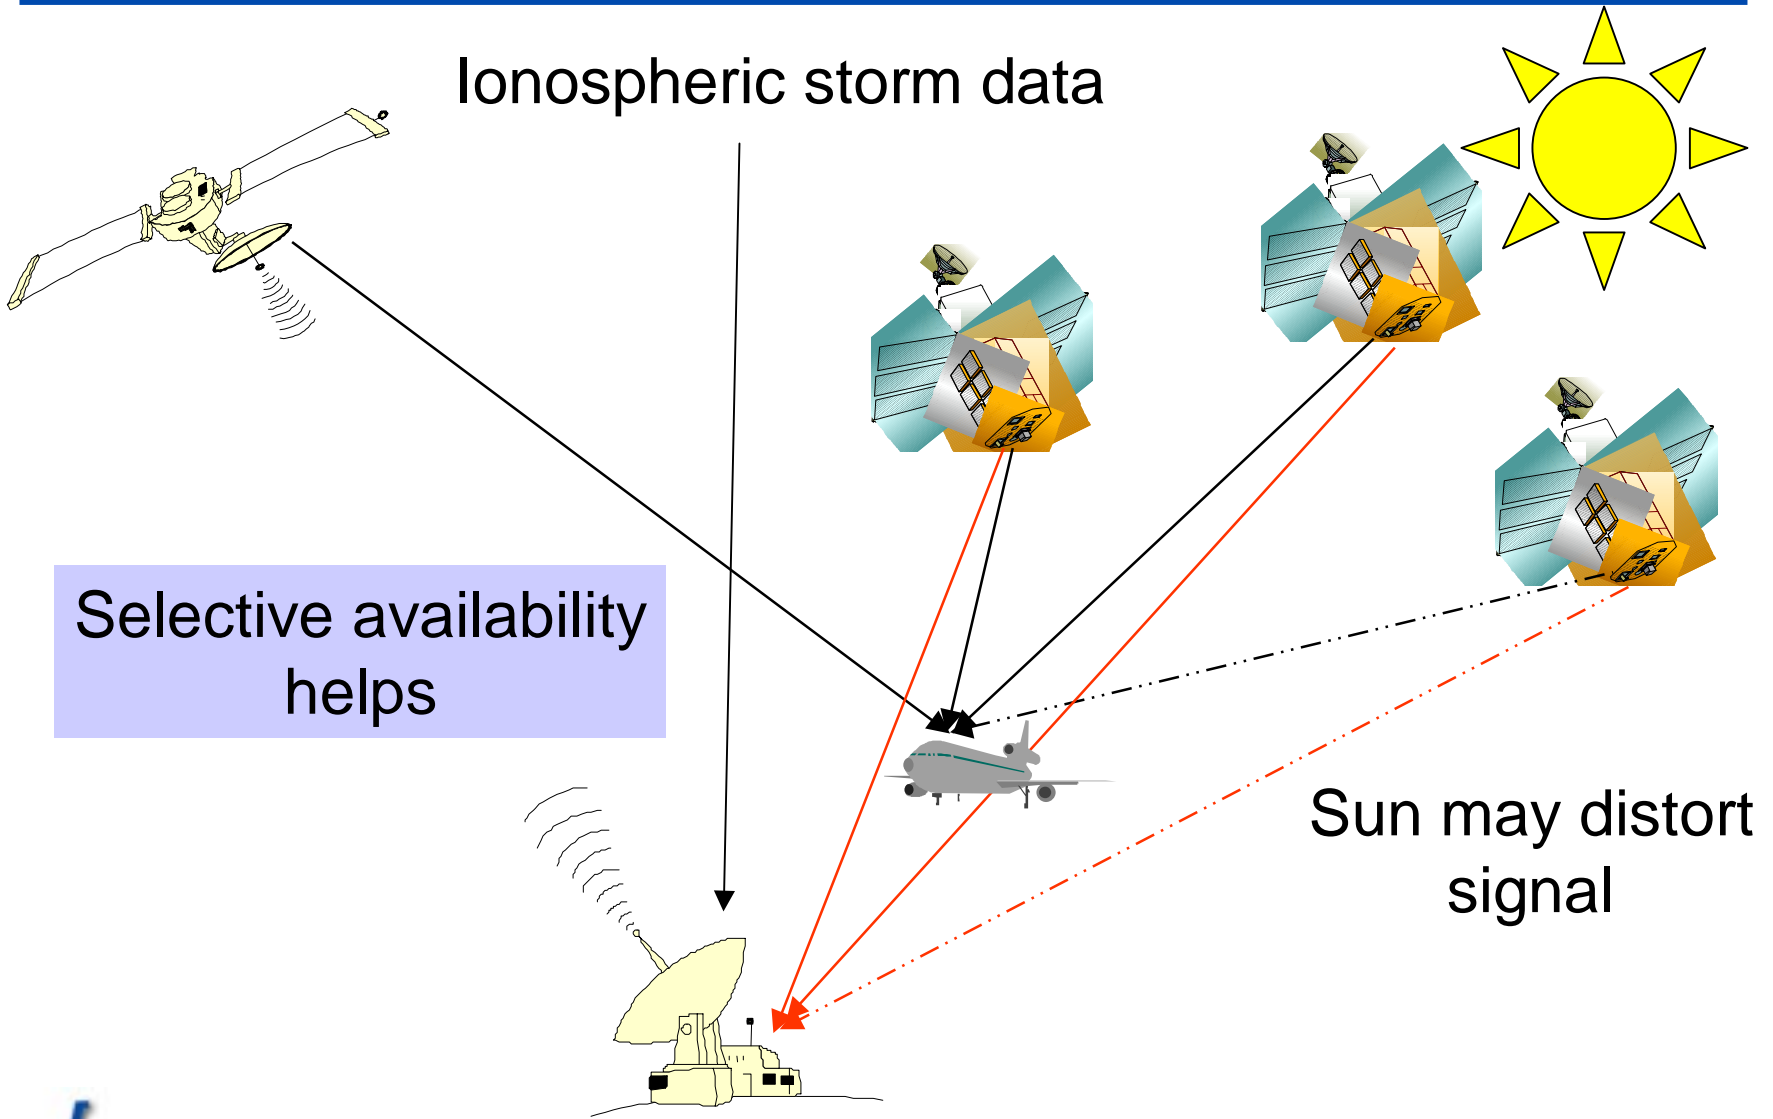 Ionospheric storm data
Selective availability
helps
Sun may distort
signal